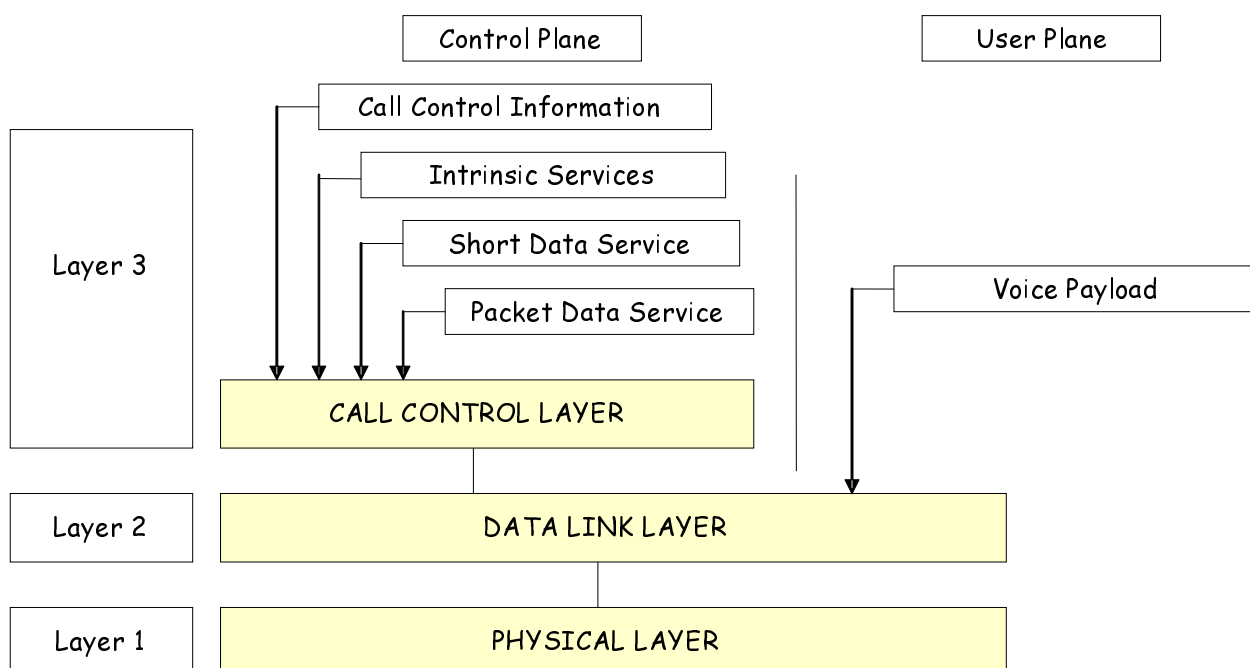 Control Plane
User Plane
Call Control Information
Intrinsic Services
Short Data Service
Layer 3
Voice Payload
Packet Data Service
CALL CONTROL LAYER
Layer 2
DATA LINK LAYER
Layer 1
PHYSICAL LAYER